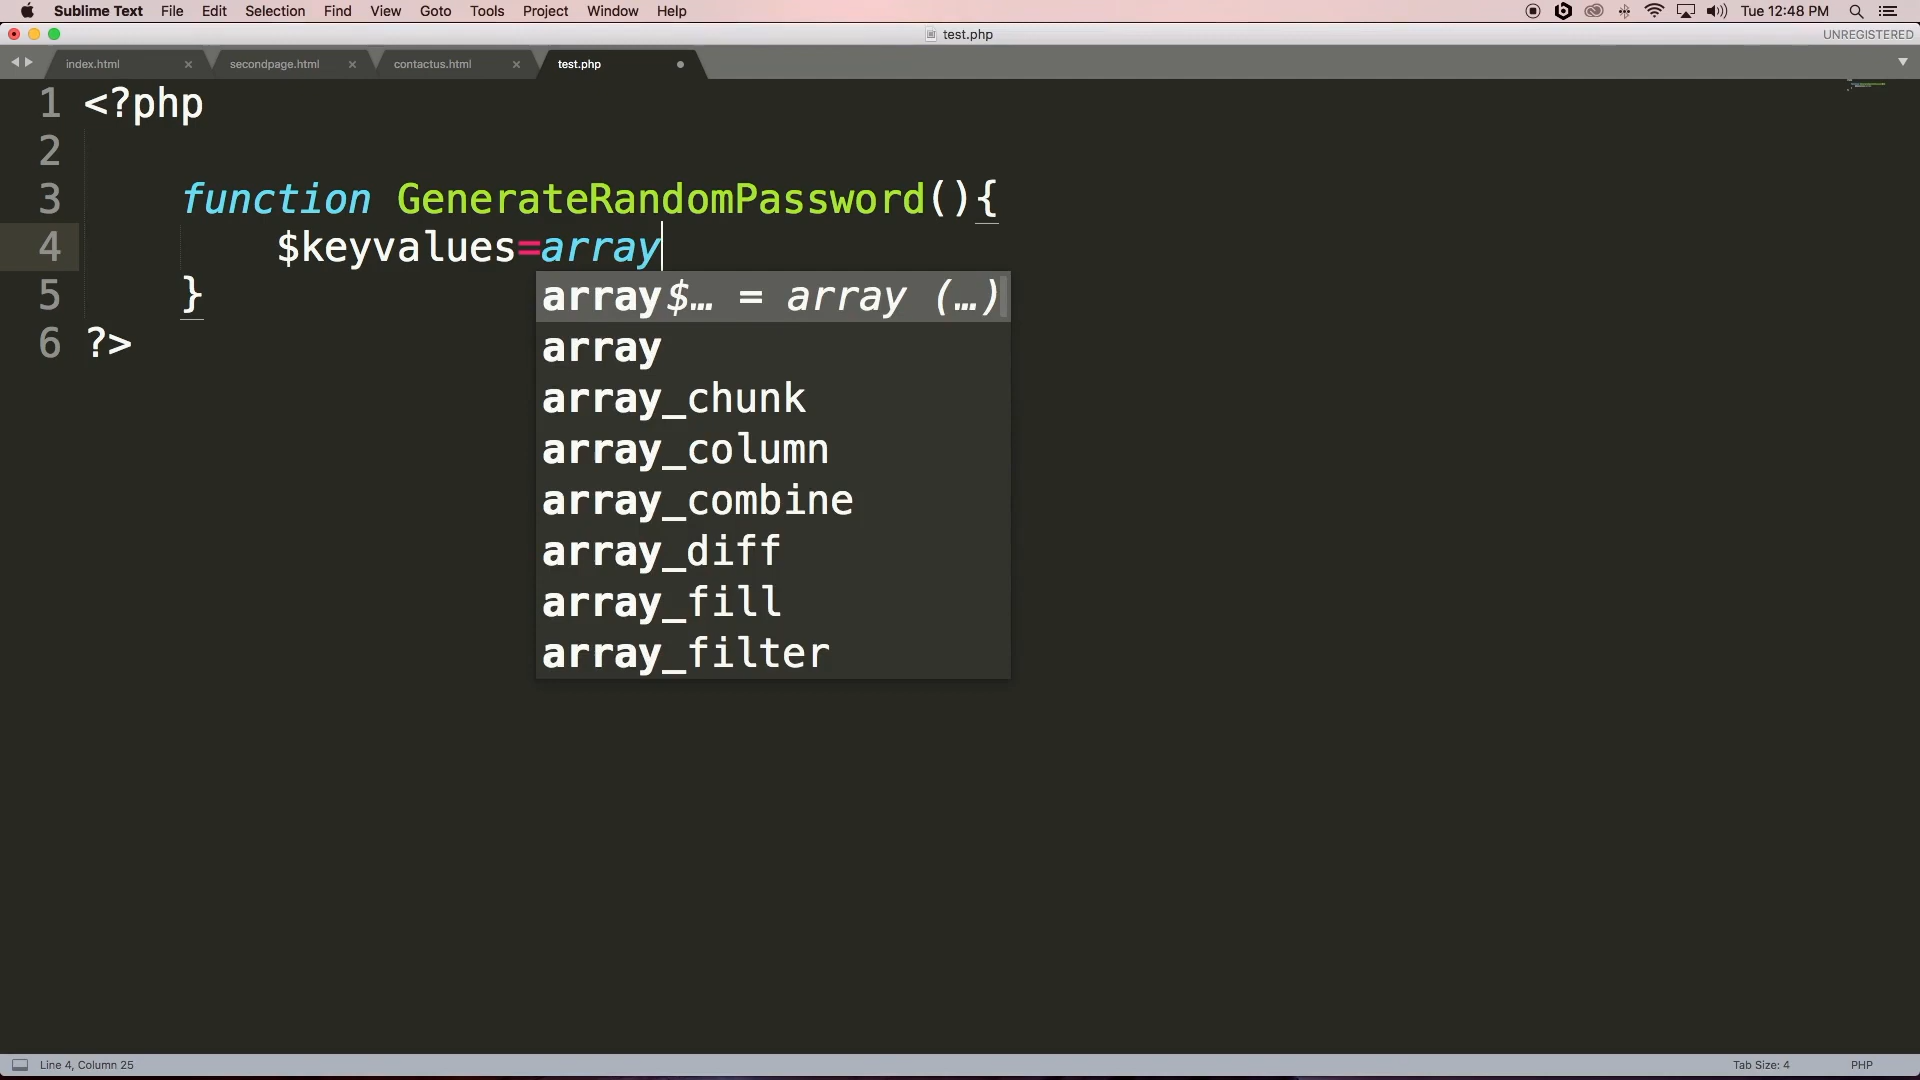 Sublime Text File Edit Selection Find View Goto Tools Project Window Help Tue 12:48 PM
test.php UNREGISTERED
index.html secondpage.html contactus.html test.php
1 <?php
2
3 function GenerateRandomPassword(){
4 $keyvalues=array
array $… = array (…)
5 }
array
6 ?>
array_chunk
array_column
array_combine
array_diff
array_fill
array_filter
Line 4, Column 25 Tab Size: 4 PHP